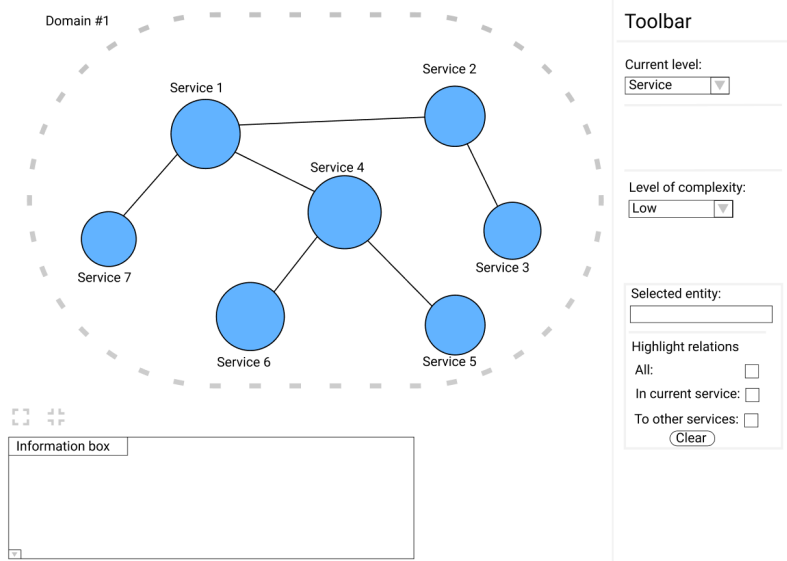 Domain #1
Service 1
Service 2
Service 4
Service 7
Service 3
Service 6
Service 5
Information box
Toolbar
Current level:
Service
Level of complexity:
Low
Selected entity:
Highlight relations
All:
In current service:
To other services:
Clear